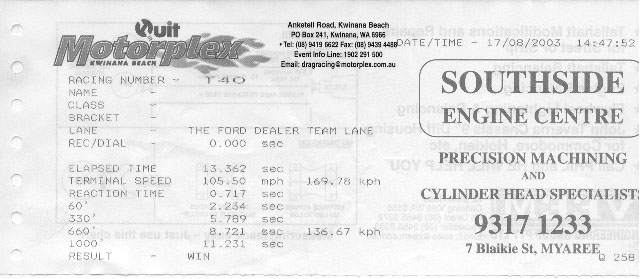 Quit
Motorplex
KWINANA BEACH
Anketell Road, Kwinana Beach
PO Box 241, Kwinana, WA 6966
• Tel: (08) 9419 6622 Fax: (08) 9439 4488
Event Info Line: 1902 291 500
Email: dragracing@motorplex.com.au
DATE/TIME - 17/08/2003 14:47:52
RACING NUMBER - T40
NAME -
CLASS -
BRACKET -
LANE - THE FORD DEALER TEAM LANE
REC/DIAL - 0.000 sec
ELAPSED TIME 13.362 sec
TERMINAL SPEED 105.50 mph 169.78 kph
REACTION TIME 0.717 sec
60' 2.234 sec
330' 5.789 sec
660' 8.721 sec 136.67 kph
1000' 11.231 sec
RESULT - WIN
SOUTHSIDE
ENGINE CENTRE
PRECISION MACHINING
AND
CYLINDER HEAD SPECIALISTS
9317 1233
7 Blaikie St, MYAREE
Q 258